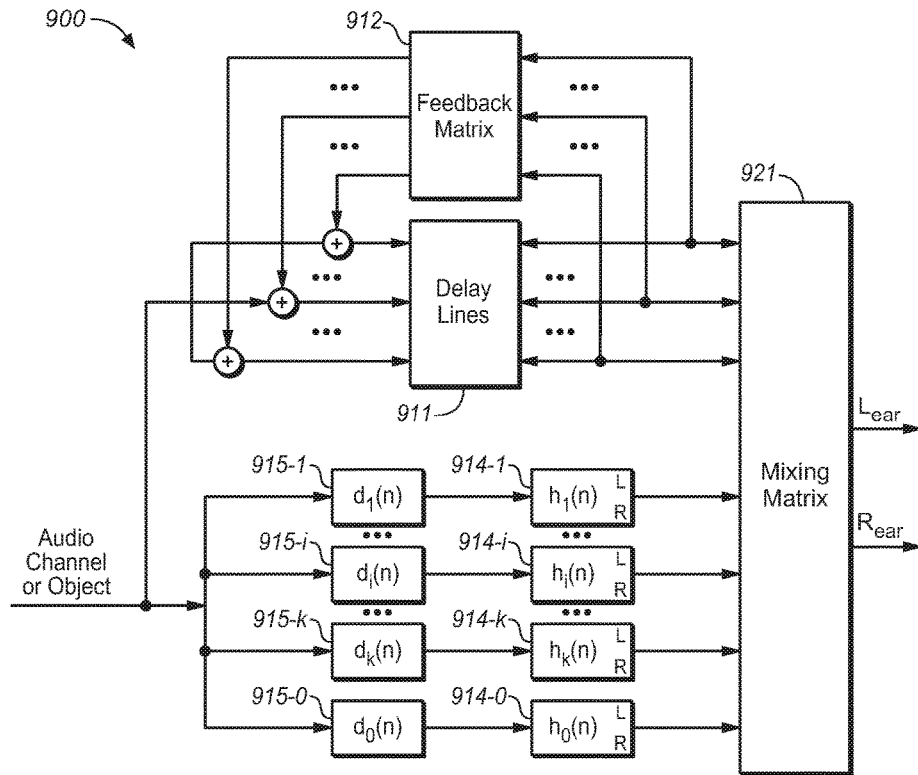 900
912
Feedback
Matrix
921
+
+
+
Delay
Lines
911
L_ear
R_ear
Mixing
Matrix
Audio
Channel
or Object
915-1
d_1(n)
914-1
h_1(n)
L
R
915-i
d_i(n)
914-i
h_i(n)
L
R
915-k
d_k(n)
914-k
h_k(n)
L
R
915-0
d_0(n)
914-0
h_0(n)
L
R